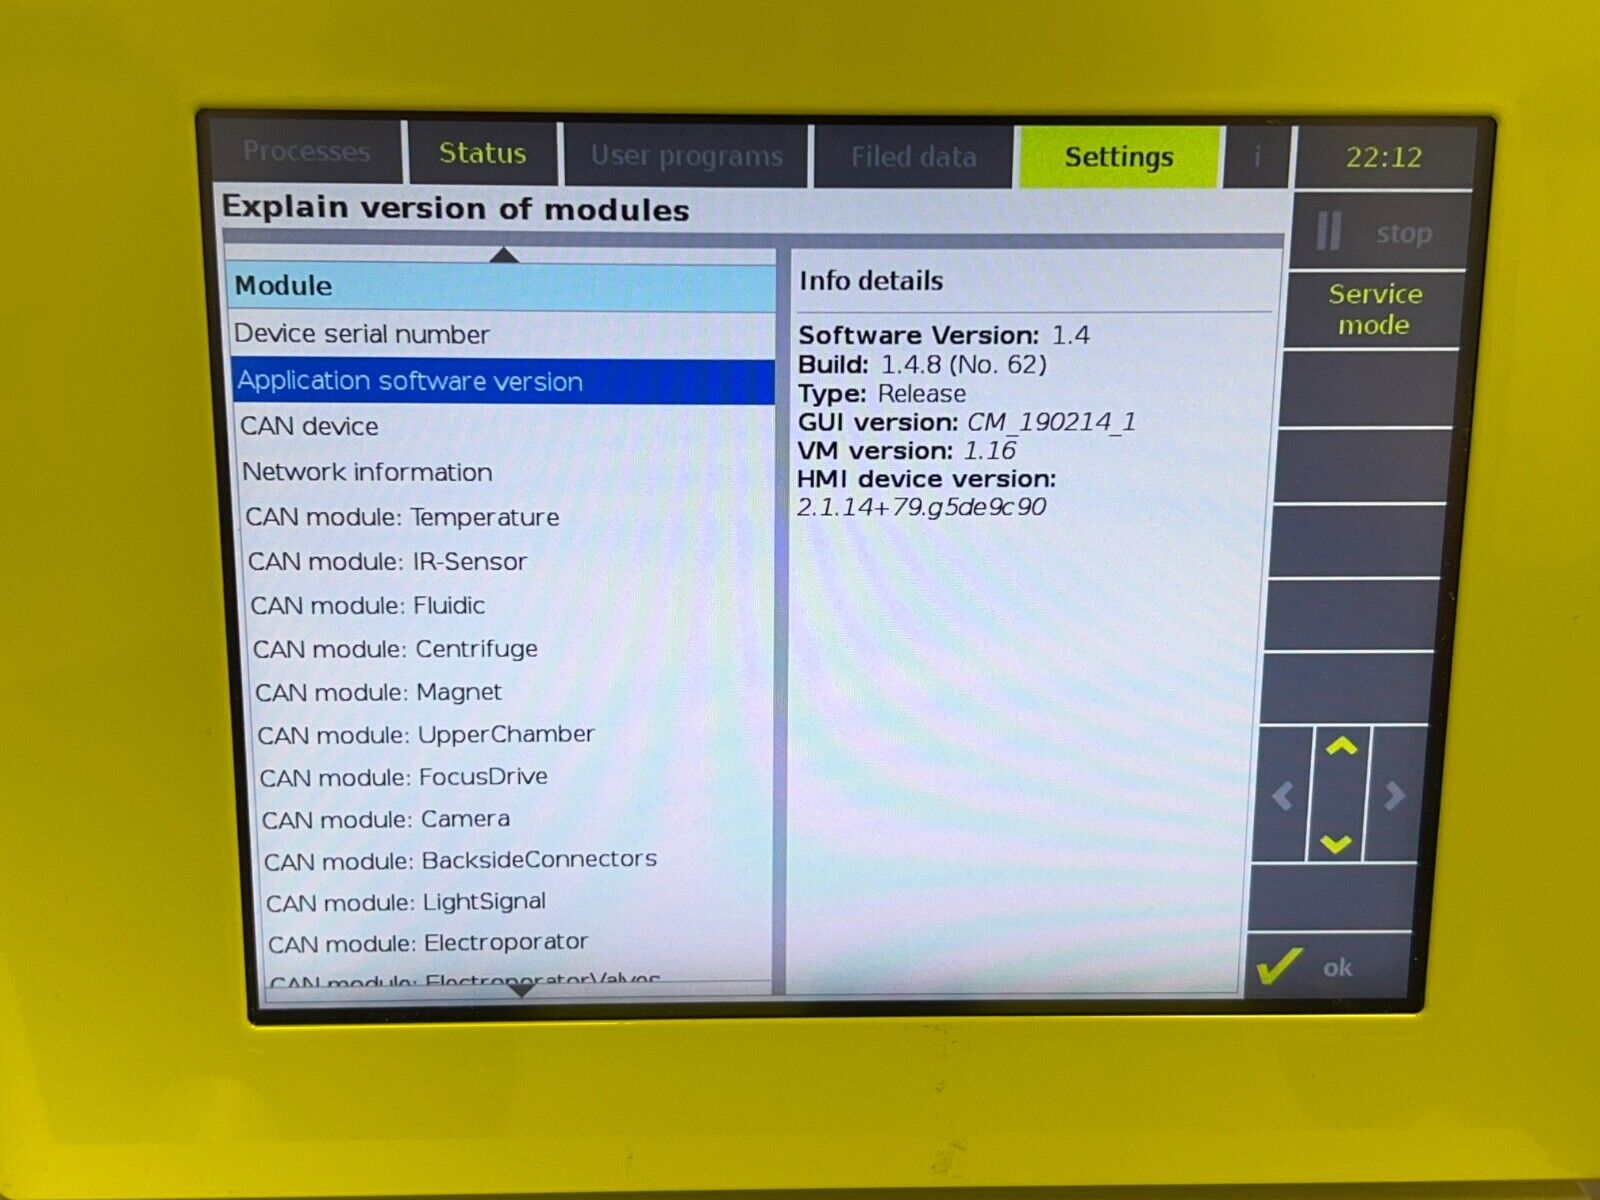 Processes
Status
User programs
Filed data
Settings
i
22:12
Explain version of modules
stop
Service
mode
Module
Device serial number
Application software version
CAN device
Network information
CAN module: Temperature
CAN module: IR-Sensor
CAN module: Fluidic
CAN module: Centrifuge
CAN module: Magnet
CAN module: UpperChamber
CAN module: FocusDrive
CAN module: Camera
CAN module: BacksideConnectors
CAN module: LightSignal
CAN module: Electroporator
CAN module: ElectroporatorValves
Info details
Software Version: 1.4
Build: 1.4.8 (No. 62)
Type: Release
GUI version: CM_190214_1
VM version: 1.16
HMI device version:
2.1.14+79.g5de9c90
ok